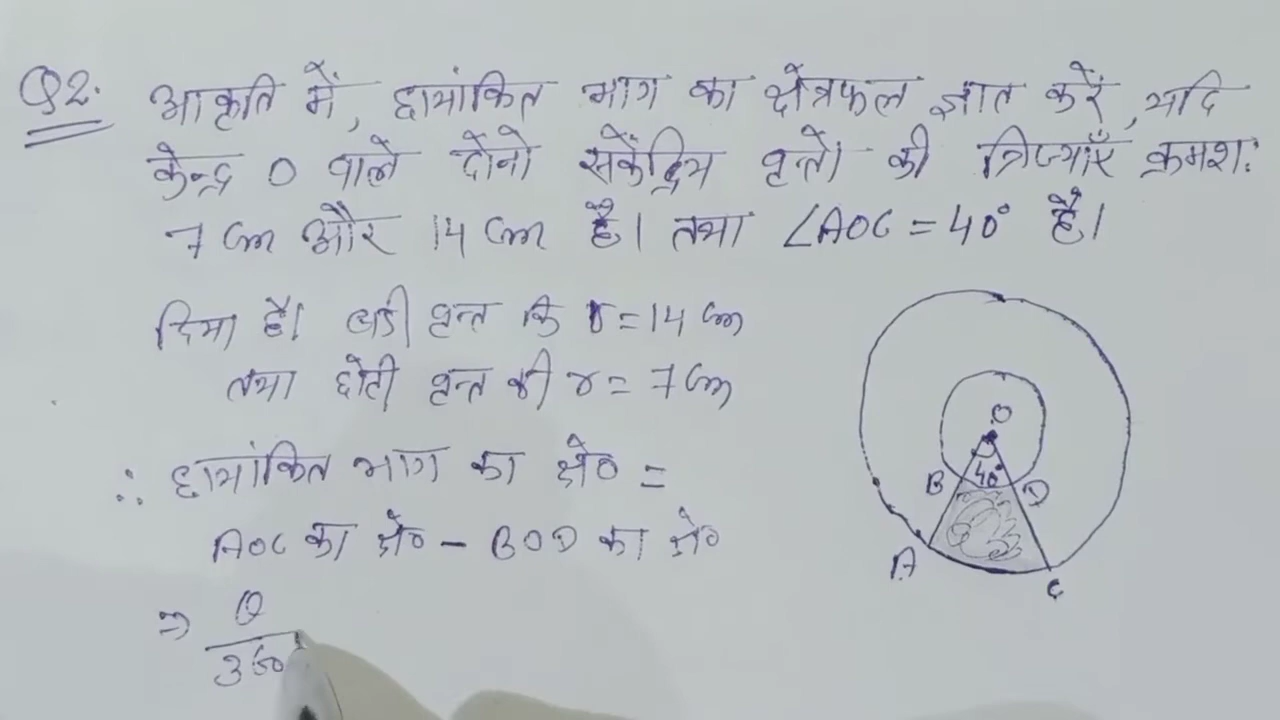 Q2. आकृति में, छायांकित भाग का क्षेत्रफल ज्ञात करें, यदि
केन्द्र O वाले दोनो सकेंद्रिय वृत्तो की त्रिज्याएँ क्रमश:
7 cm और 14 cm है। तथा ∠AOC = 40° है।
दिया है। बडी वृत्त कि r = 14 cm
तथा छोटी वृत्त की r = 7 cm
∴ छायांकित भाग का क्षे० =
AOC का क्षे० - BOD का क्षे०
⇒ θ
360
O
40°
B
D
A
C